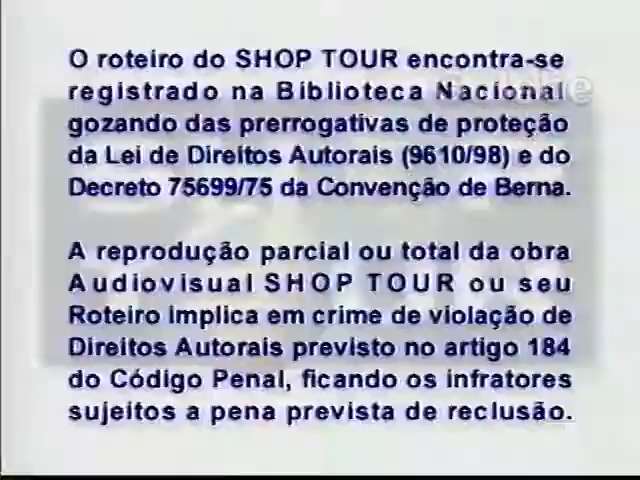 O roteiro do SHOP TOUR encontra-se
registrado na Biblioteca Nacional
gozando das prerrogativas de proteção
da Lei de Direitos Autorais (9610/98) e do
Decreto 75699/75 da Convenção de Berna.
A reprodução parcial ou total da obra
Audiovisual SHOP TOUR ou seu
Roteiro implica em crime de violação de
Direitos Autorais previsto no artigo 184
do Código Penal, ficando os infratores
sujeitos a pena prevista de reclusão.